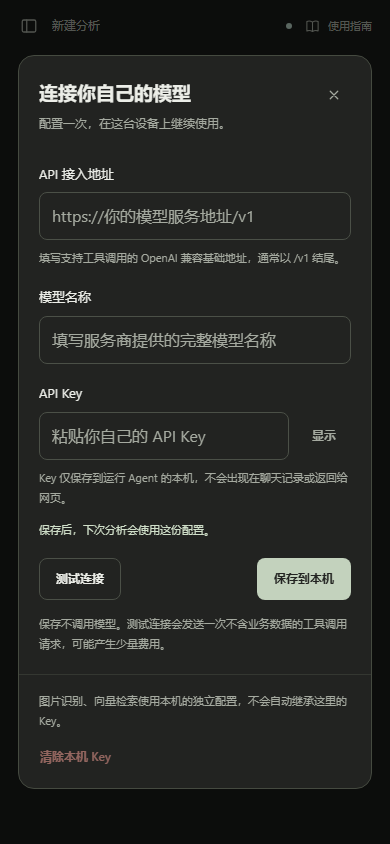 新建分析
使用指南
连接你自己的模型
配置一次，在这台设备上继续使用。
API 接入地址
https://你的模型服务地址/v1
填写支持工具调用的 OpenAI 兼容基础地址，通常以 /v1 结尾。
模型名称
填写服务商提供的完整模型名称
API Key
粘贴你自己的 API Key
显示
Key 仅保存到运行 Agent 的本机，不会出现在聊天记录或返回给
网页。
保存后，下次分析会使用这份配置。
测试连接
保存到本机
保存不调用模型。测试连接会发送一次不含业务数据的工具调用
请求，可能产生少量费用。
图片识别、向量检索使用本机的独立配置，不会自动继承这里的
Key。
清除本机 Key